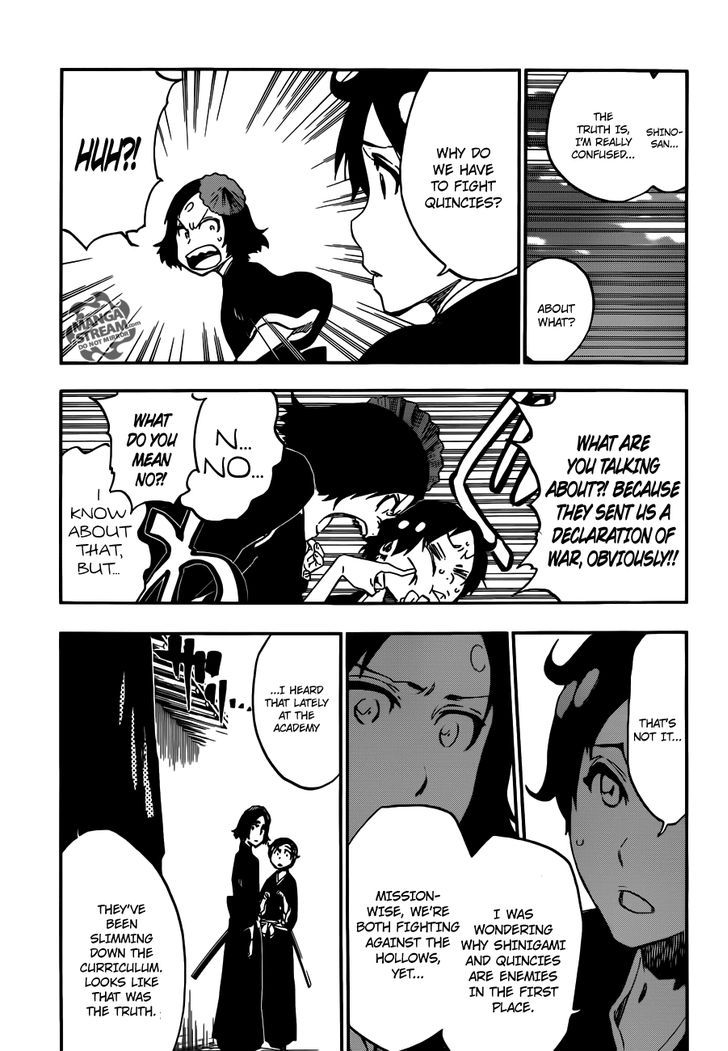 SHINO-
SAN...
THE
TRUTH IS,
I'M REALLY
CONFUSED...
ABOUT
WHAT?
WHY DO
WE HAVE
TO FIGHT
QUINCIES?
HUH?!
MANGA
STREAM.com
DO NOT MIRROR
WHAT ARE
YOU TALKING
ABOUT?! BECAUSE
THEY SENT US A
DECLARATION OF
WAR, OBVIOUSLY!!
N...
NO...
WHAT
DO YOU
MEAN
NO?!
I
KNOW
ABOUT
THAT,
BUT...
THAT'S
NOT IT...
I WAS
WONDERING
WHY SHINIGAMI
AND QUINCIES
ARE ENEMIES
IN THE FIRST
PLACE.
MISSION-
WISE, WE'RE
BOTH FIGHTING
AGAINST
THE HOLLOWS,
YET...
...I HEARD
THAT LATELY
AT THE
ACADEMY
THEY'VE
BEEN
SLIMMING
DOWN THE
CURRICULUM.
LOOKS LIKE
THAT WAS
THE TRUTH.